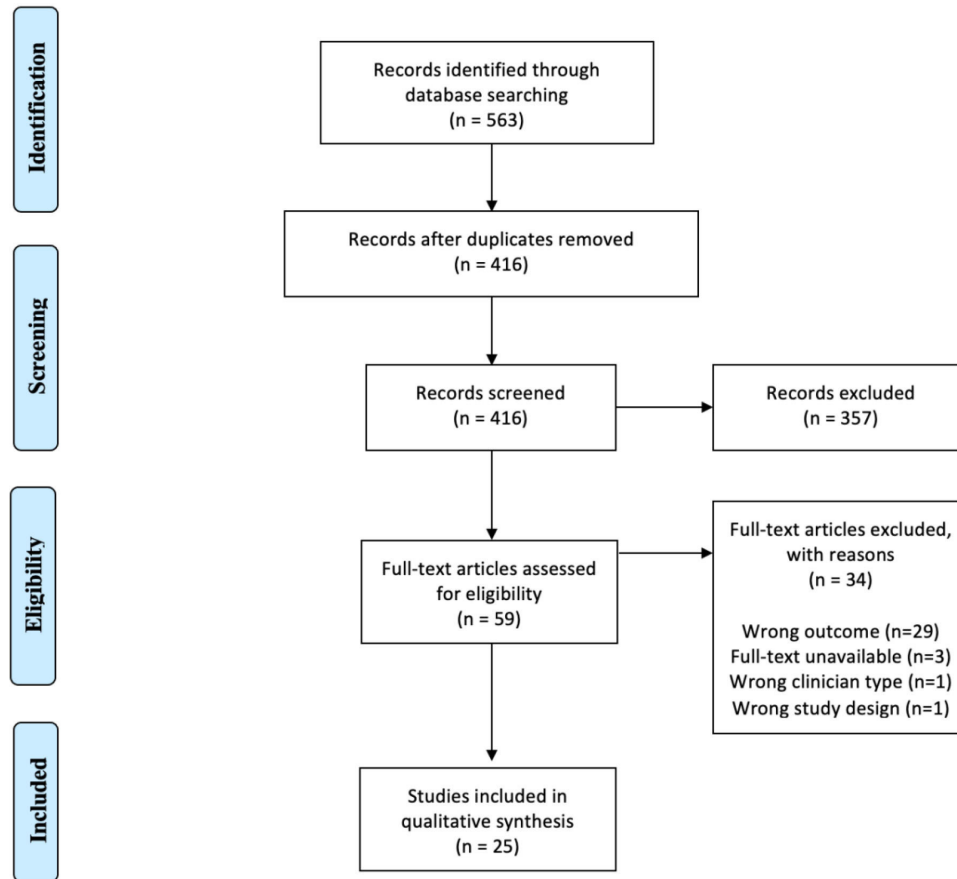 Identification
Records identified through
database searching
(n = 563)
Records after duplicates removed
(n = 416)
Screening
Records screened
(n = 416)
Records excluded
(n = 357)
Eligibility
Full-text articles assessed
for eligibility
(n = 59)
Full-text articles excluded,
with reasons
(n = 34)
Wrong outcome (n=29)
Full-text unavailable (n=3)
Wrong clinician type (n=1)
Wrong study design (n=1)
Included
Studies included in
qualitative synthesis
(n = 25)